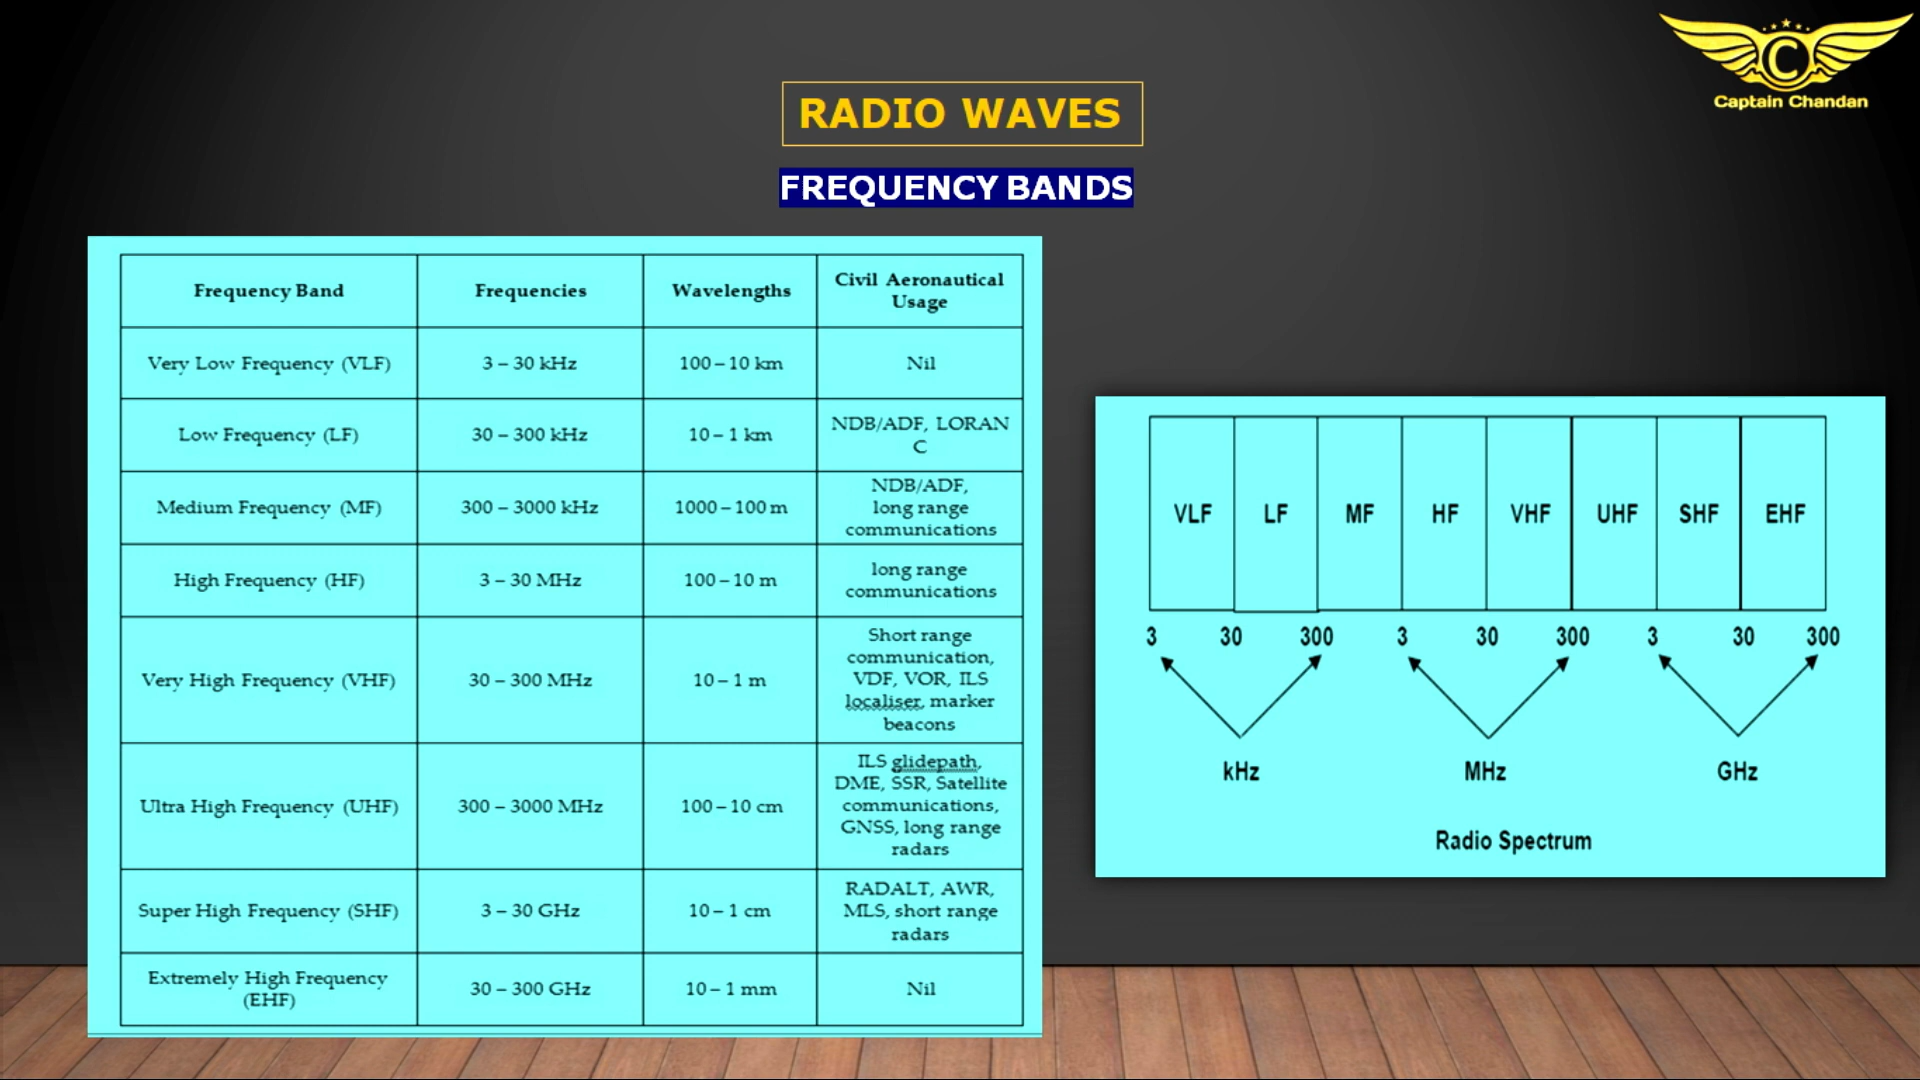 Captain Chandan
RADIO WAVES
FREQUENCY BANDS
Frequency Band
Frequencies
Wavelengths
Civil Aeronautical
Usage
Very Low Frequency (VLF)
3 – 30 kHz
100 – 10 km
Nil
Low Frequency (LF)
30 – 300 kHz
10 – 1 km
NDB/ADF, LORAN
C
Medium Frequency (MF)
300 – 3000 kHz
1000 – 100 m
NDB/ADF,
long range
communications
High Frequency (HF)
3 – 30 MHz
100 – 10 m
long range
communications
Very High Frequency (VHF)
30 – 300 MHz
10 – 1 m
Short range
communication,
VDF, VOR, ILS
localiser, marker
beacons
Ultra High Frequency (UHF)
300 – 3000 MHz
100 – 10 cm
ILS glidepath,
DME, SSR, Satellite
communications,
GNSS, long range
radars
Super High Frequency (SHF)
3 – 30 GHz
10 – 1 cm
RADALT, AWR,
MLS, short range
radars
Extremely High Frequency
(EHF)
30 – 300 GHz
10 – 1 mm
Nil
VLF LF MF HF VHF UHF SHF EHF
3 30 300 3 30 300 3 30 300
kHz MHz GHz
Radio Spectrum